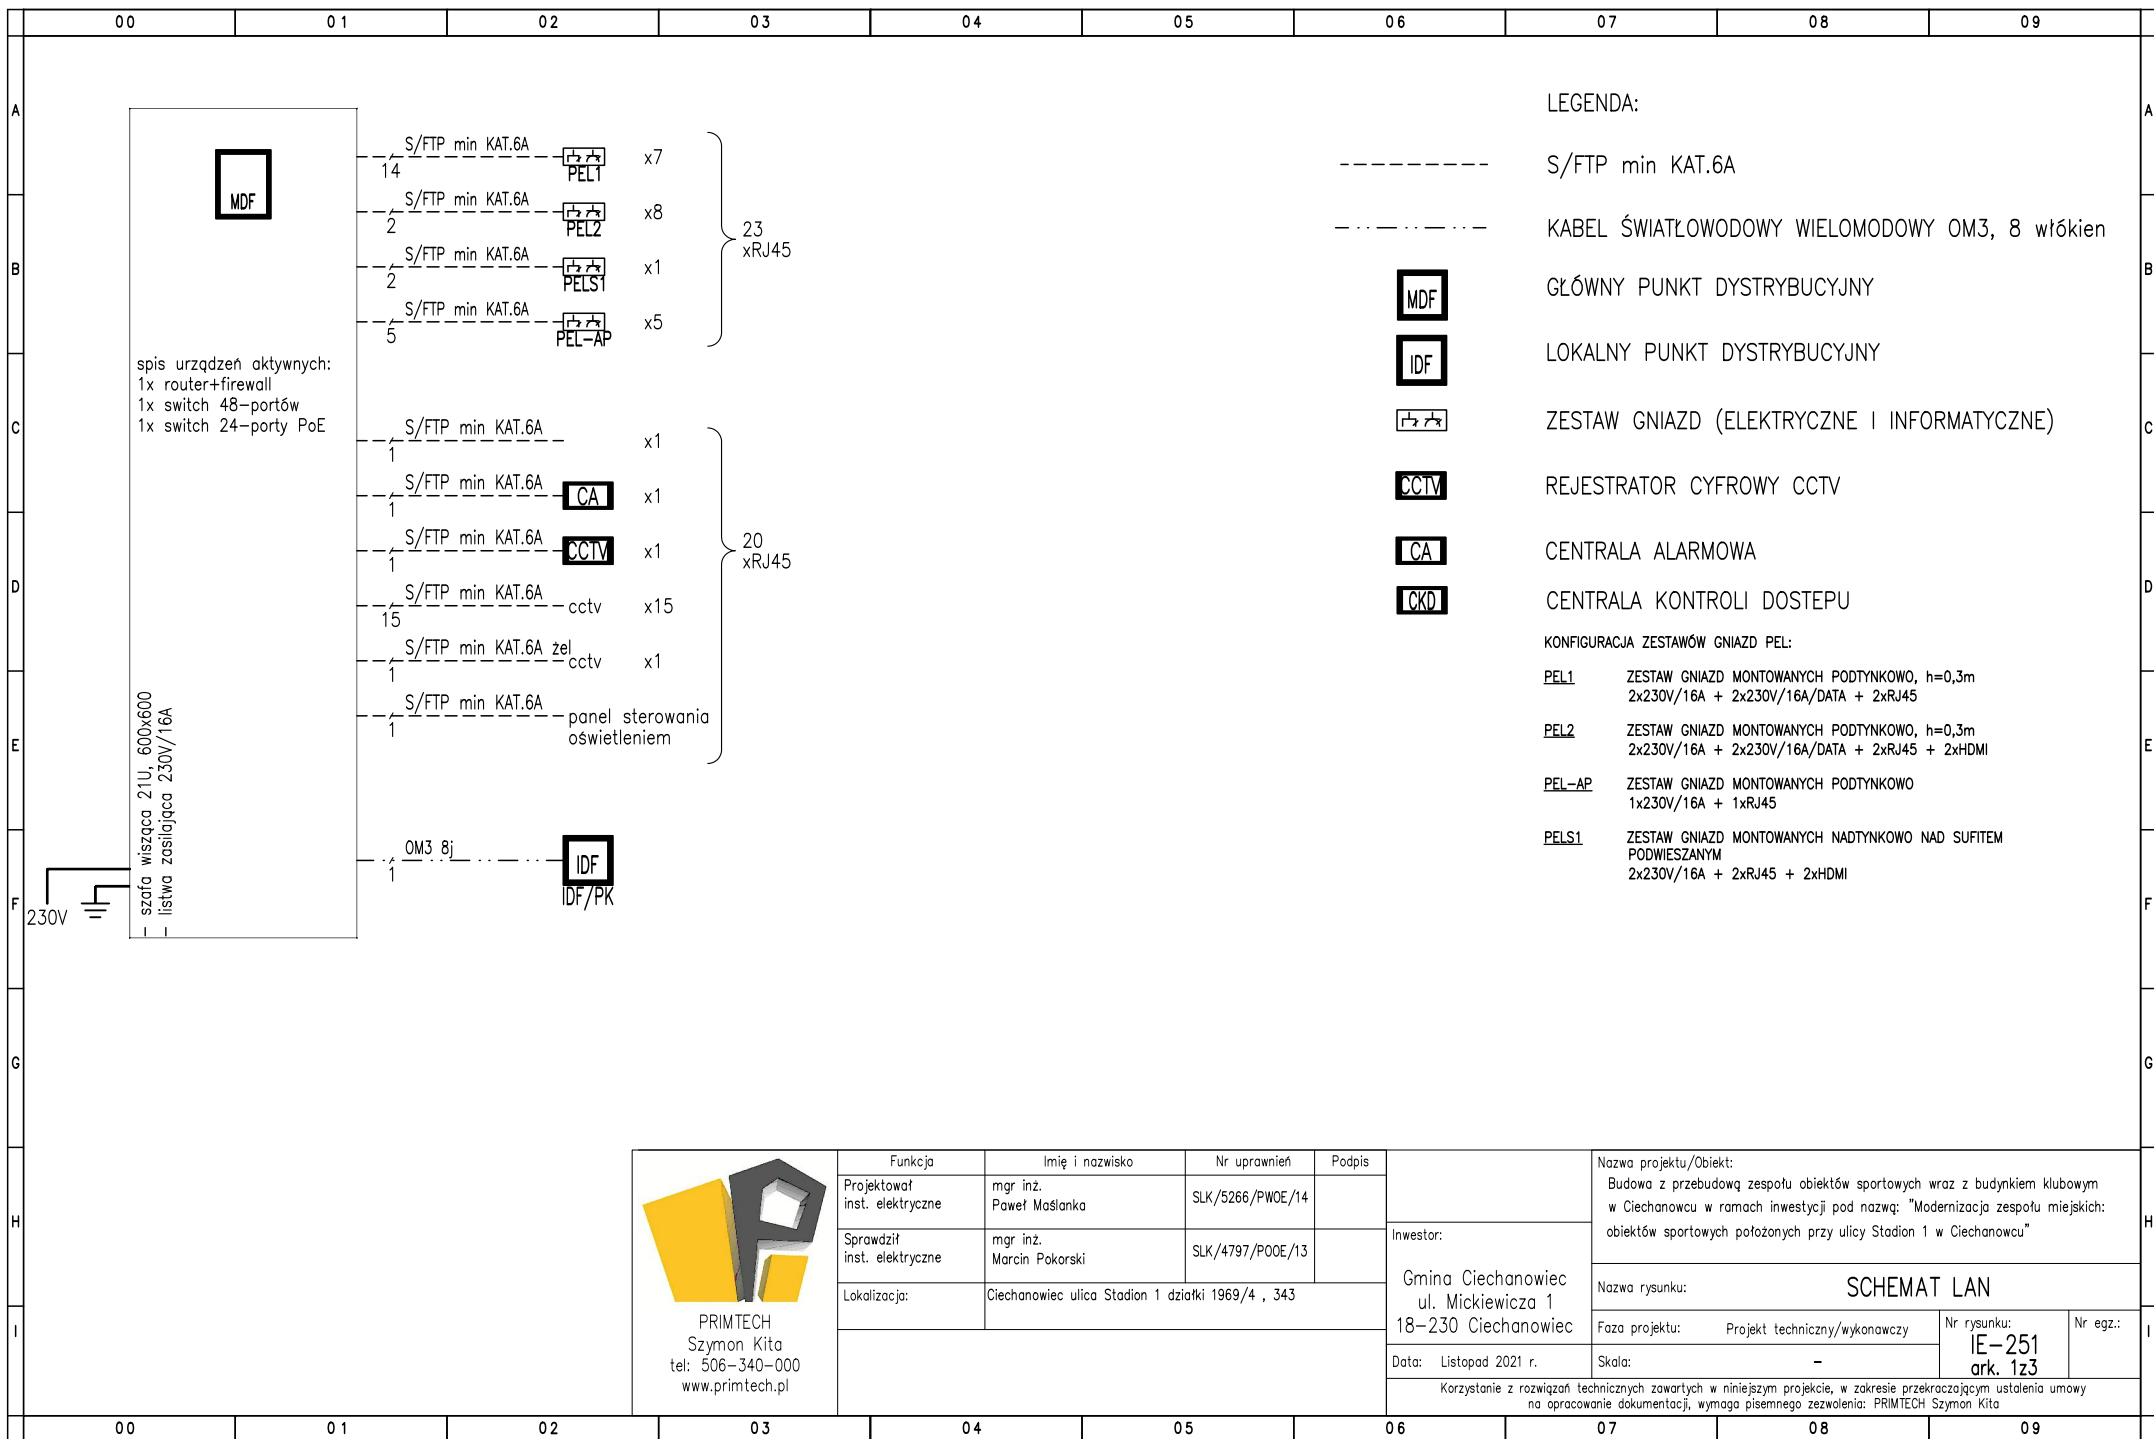 00 01 02 03 04 05 06 07 08 09
A A
B B
C C
D D
E E
F F
G G
H H
I I
MDF
spis urządzeń aktywnych:
1x router+firewall
1x switch 48-portów
1x switch 24-porty PoE
- szafa wisząca 21U, 600x600
- listwa zasilająca 230V/16A
230V
S/FTP min KAT.6A
14 PEL1 x7
S/FTP min KAT.6A
2 PEL2 x8
S/FTP min KAT.6A
2 PELS1 x1
S/FTP min KAT.6A
5 PEL-AP x5
23
xRJ45
S/FTP min KAT.6A
1 x1
S/FTP min KAT.6A
1 CA x1
S/FTP min KAT.6A
1 CCTV x1
S/FTP min KAT.6A
15 cctv x15
S/FTP min KAT.6A żel
1 cctv x1
S/FTP min KAT.6A
1 panel sterowania
oświetleniem
20
xRJ45
OM3 8j
1 IDF
IDF/PK
LEGENDA:
S/FTP min KAT.6A
KABEL ŚWIATŁOWODOWY WIELOMODOWY OM3, 8 włókien
MDF GŁÓWNY PUNKT DYSTRYBUCYJNY
IDF LOKALNY PUNKT DYSTRYBUCYJNY
ZESTAW GNIAZD (ELEKTRYCZNE I INFORMATYCZNE)
CCTV REJESTRATOR CYFROWY CCTV
CA CENTRALA ALARMOWA
CKD CENTRALA KONTROLI DOSTEPU
KONFIGURACJA ZESTAWÓW GNIAZD PEL:
PEL1 ZESTAW GNIAZD MONTOWANYCH PODTYNKOWO, h=0,3m
2x230V/16A + 2x230V/16A/DATA + 2xRJ45
PEL2 ZESTAW GNIAZD MONTOWANYCH PODTYNKOWO, h=0,3m
2x230V/16A + 2x230V/16A/DATA + 2xRJ45 + 2xHDMI
PEL-AP ZESTAW GNIAZD MONTOWANYCH PODTYNKOWO
1x230V/16A + 1xRJ45
PELS1 ZESTAW GNIAZD MONTOWANYCH NADTYNKOWO NAD SUFITEM
PODWIESZANYM
2x230V/16A + 2xRJ45 + 2xHDMI
PRIMTECH
Szymon Kita
tel: 506-340-000
www.primtech.pl
Funkcja Imię i nazwisko Nr uprawnień Podpis
Projektował
inst. elektryczne
mgr inż.
Paweł Maślanka
SLK/5266/PWOE/14
Sprawdził
inst. elektryczne
mgr inż.
Marcin Pokorski
SLK/4797/POOE/13
Lokalizacja: Ciechanowiec ulica Stadion 1 działki 1969/4 , 343
Inwestor:
Gmina Ciechanowiec
ul. Mickiewicza 1
18-230 Ciechanowiec
Data: Listopad 2021 r.
Nazwa projektu/Obiekt:
Budowa z przebudową zespołu obiektów sportowych wraz z budynkiem klubowym
w Ciechanowcu w ramach inwestycji pod nazwą: "Modernizacja zespołu miejskich:
obiektów sportowych położonych przy ulicy Stadion 1 w Ciechanowcu"
Nazwa rysunku: SCHEMAT LAN
Faza projektu: Projekt techniczny/wykonawczy
Skala: -
Nr rysunku:
IE-251
ark. 1z3
Nr egz.:
Korzystanie z rozwiązań technicznych zawartych w niniejszym projekcie, w zakresie przekraczającym ustalenia umowy
na opracowanie dokumentacji, wymaga pisemnego zezwolenia: PRIMTECH Szymon Kita
00 01 02 03 04 05 06 07 08 09